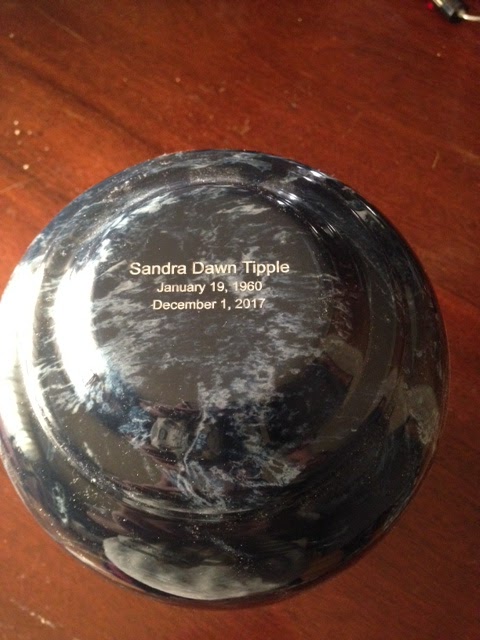 Sandra Dawn Tipple
January 19, 1960
December 1, 2017